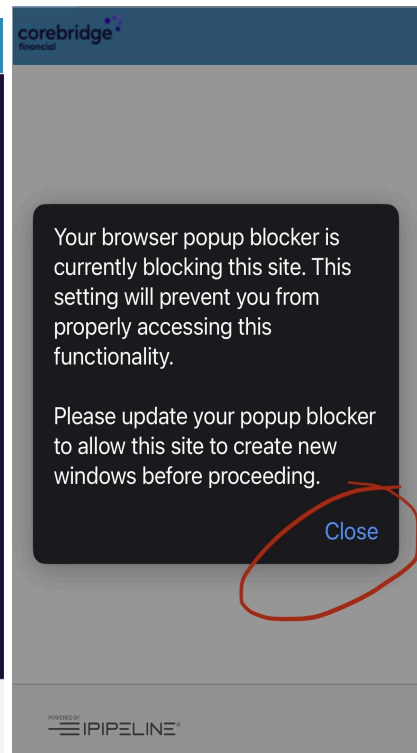 corebridge
financial
Your browser popup blocker is
currently blocking this site. This
setting will prevent you from
properly accessing this
functionality.
Please update your popup blocker
to allow this site to create new
windows before proceeding.
Close
POWERED BY
IPIPELINE®